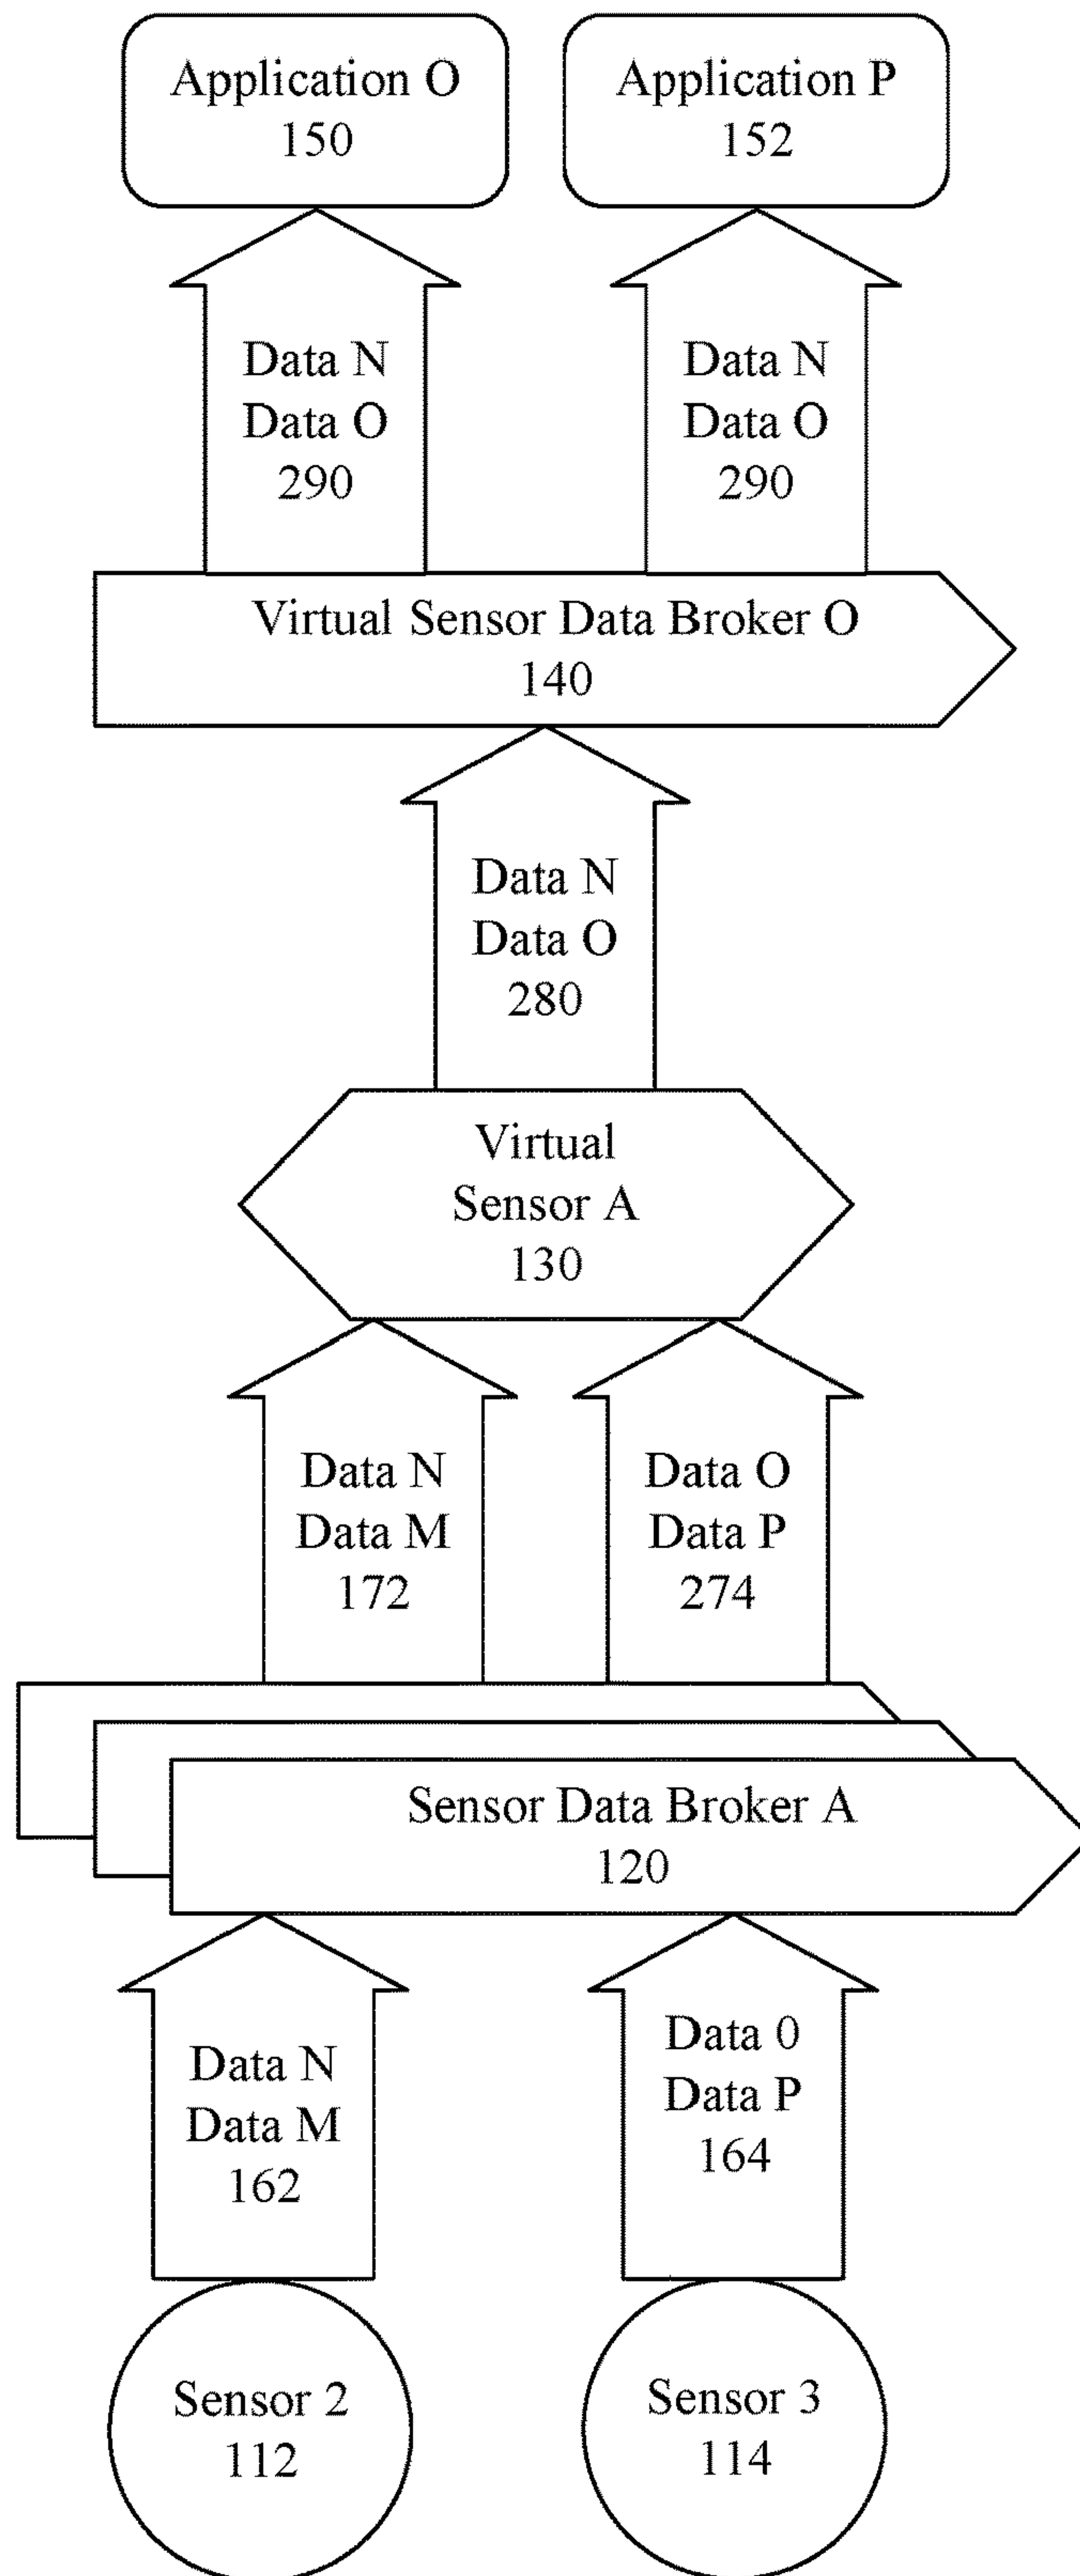 Application O
150
Application P
152
Data N
Data O
290
Data N
Data O
290
Virtual Sensor Data Broker O
140
Data N
Data O
280
Virtual
Sensor A
130
Data N
Data M
172
Data O
Data P
274
Sensor Data Broker A
120
Data N
Data M
162
Data 0
Data P
164
Sensor 2
112
Sensor 3
114